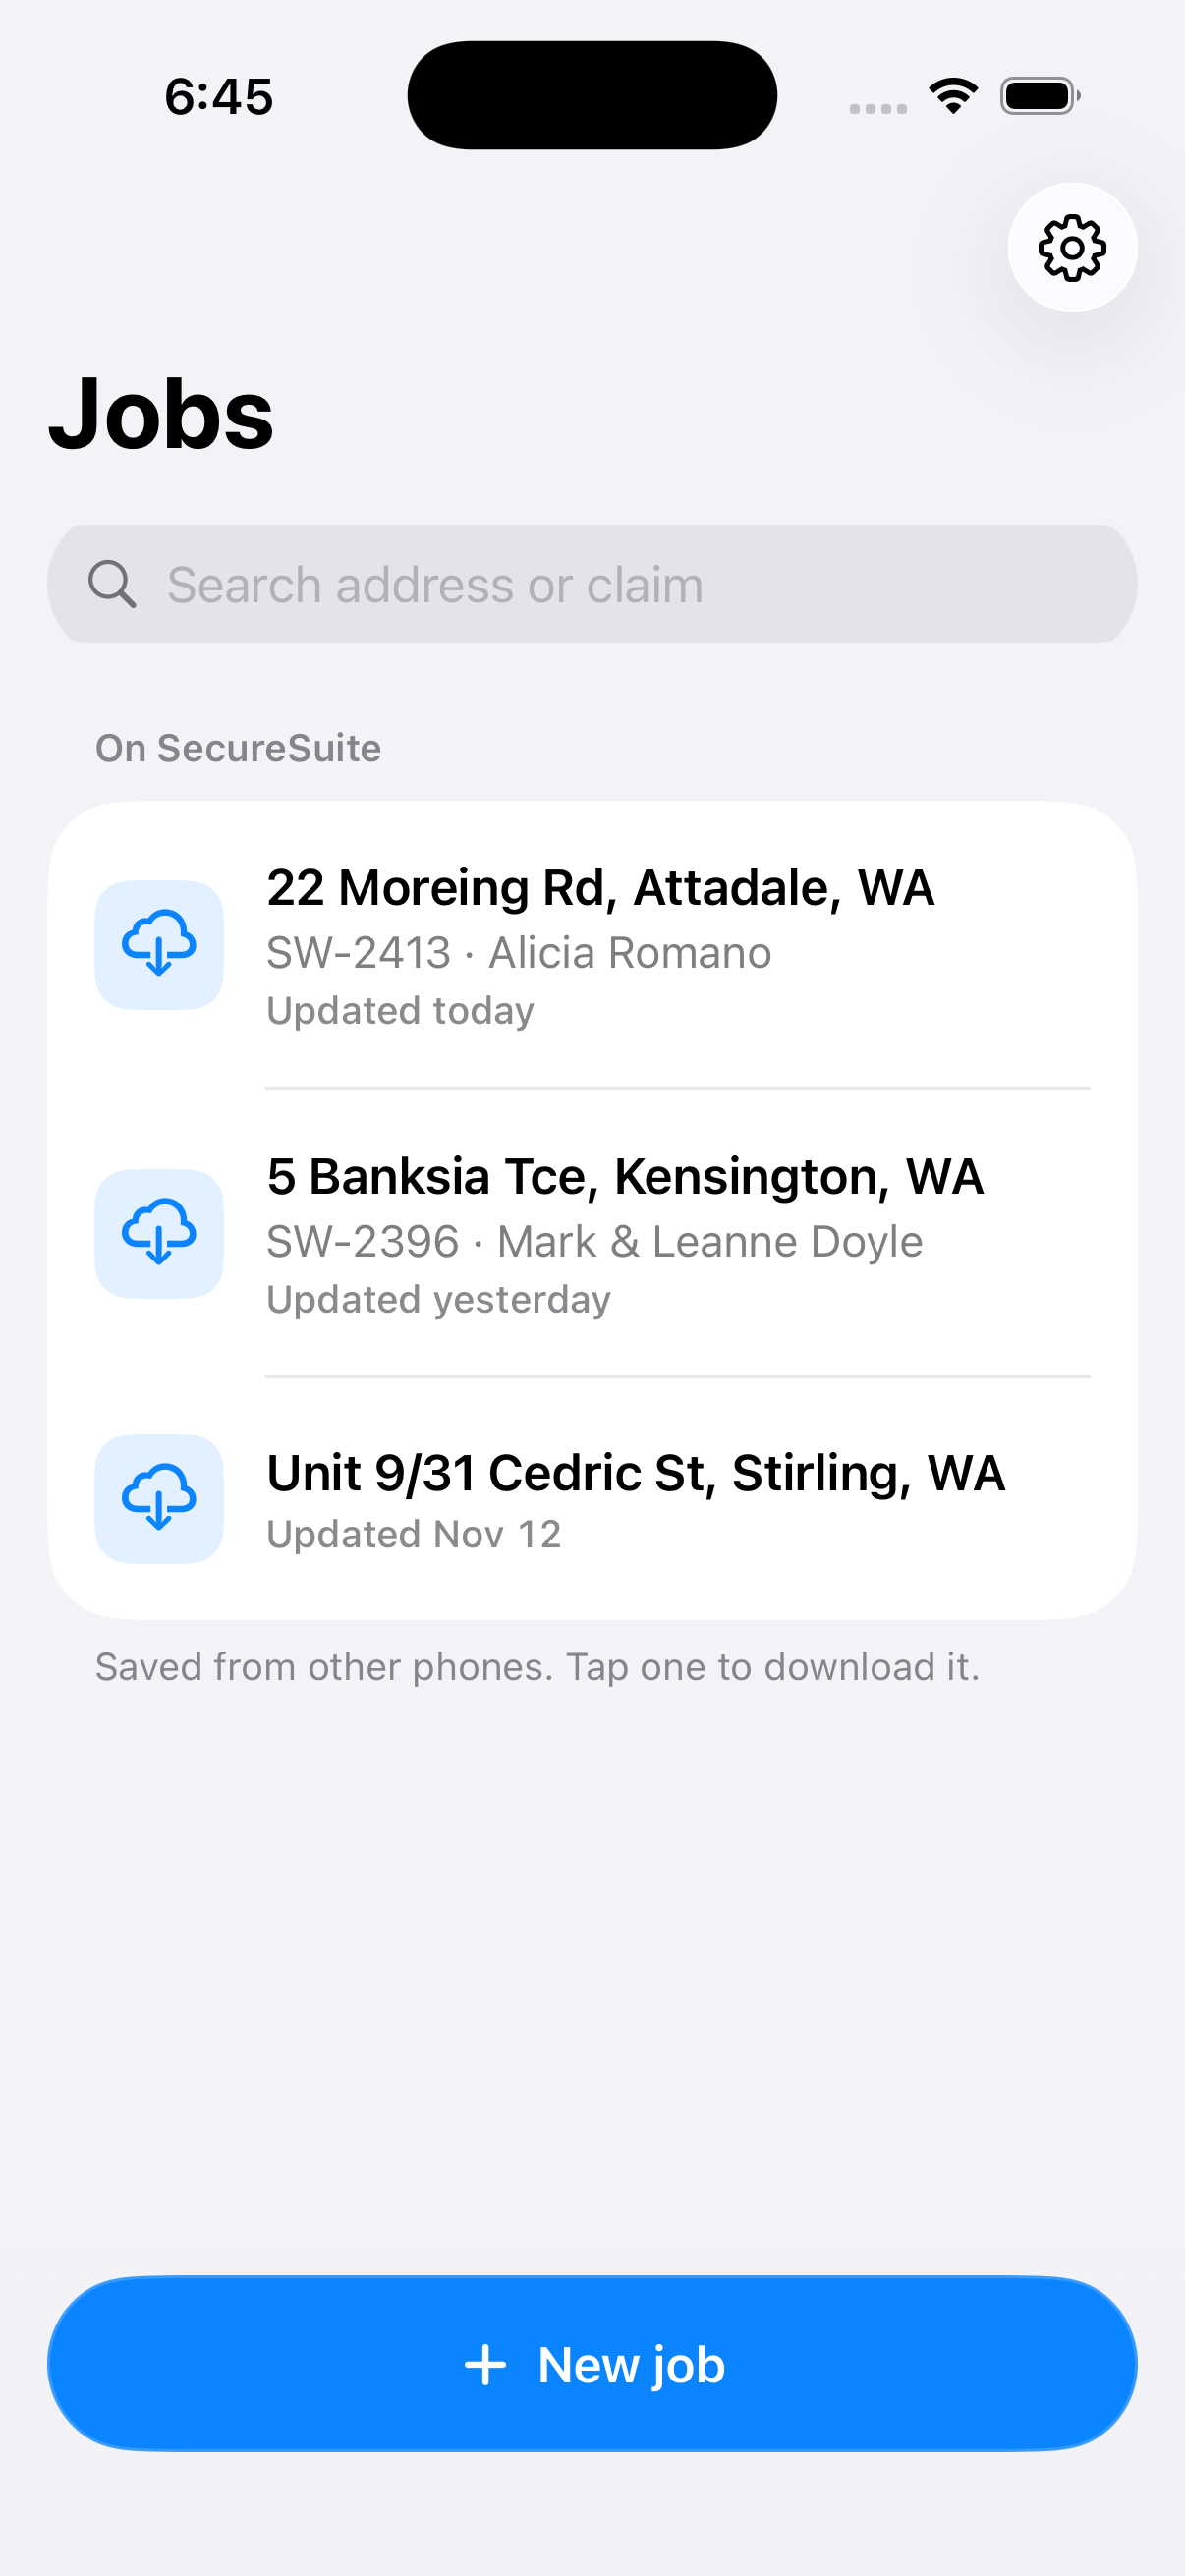 6:45
Jobs
Search address or claim
On SecureSuite
22 Moreing Rd, Attadale, WA
SW-2413 · Alicia Romano
Updated today
5 Banksia Tce, Kensington, WA
SW-2396 · Mark & Leanne Doyle
Updated yesterday
Unit 9/31 Cedric St, Stirling, WA
Updated Nov 12
Saved from other phones. Tap one to download it.
New job